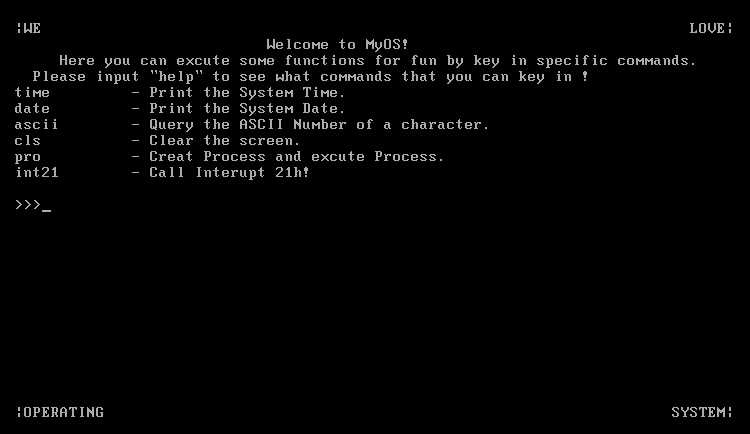 ¦WE LOVE¦
Welcome to MyOS!
Here you can excute some functions for fun by key in specific commands.
Please input "help" to see what commands that you can key in !
time - Print the System Time.
date - Print the System Date.
ascii - Query the ASCII Number of a character.
cls - Clear the screen.
pro - Creat Process and excute Process.
int21 - Call Interupt 21h!
>>>_
¦OPERATING SYSTEM¦